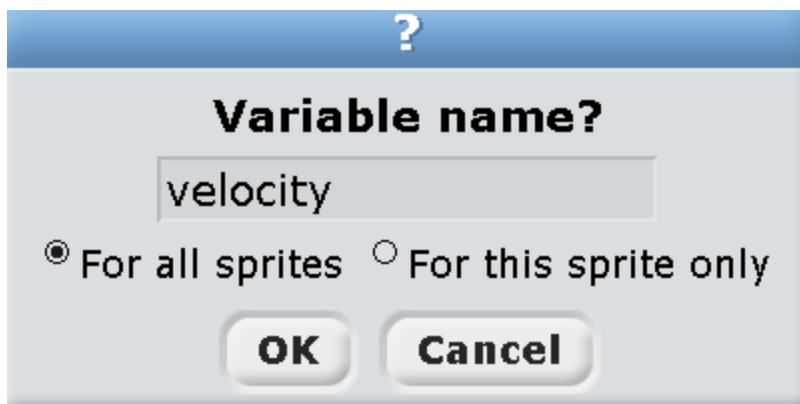 ?
Variable name?
velocity
For all sprites For this sprite only
OK Cancel